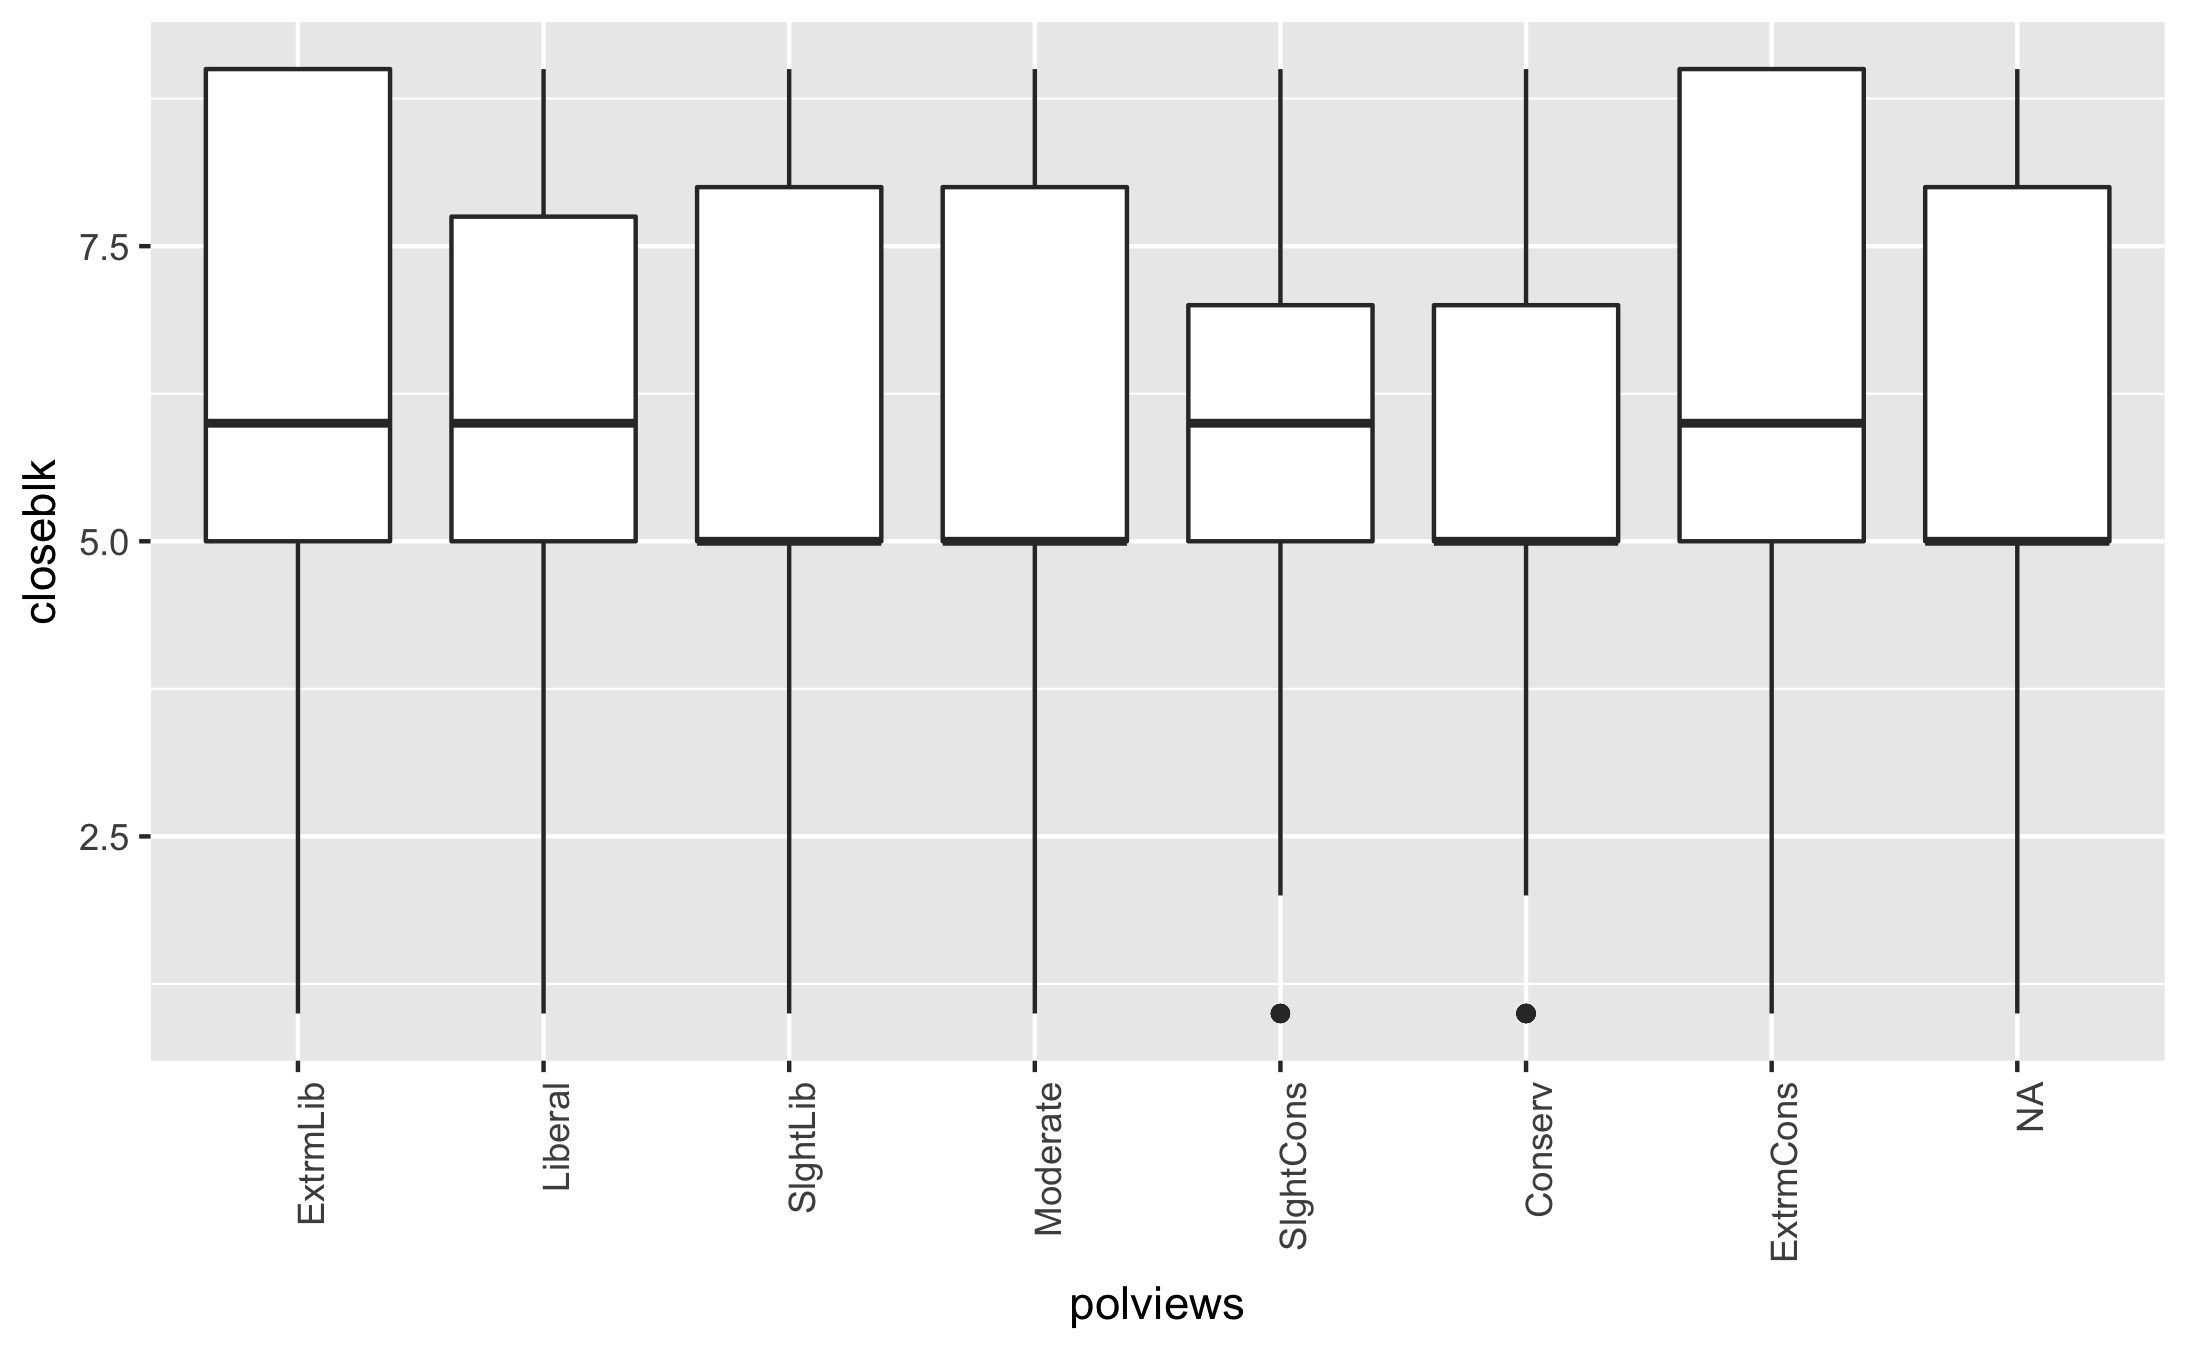 closeblk
7.5
5.0
2.5
ExtrmLib
Liberal
SlghtLib
Moderate
SlghtCons
Conserv
ExtrmCons
NA
polviews